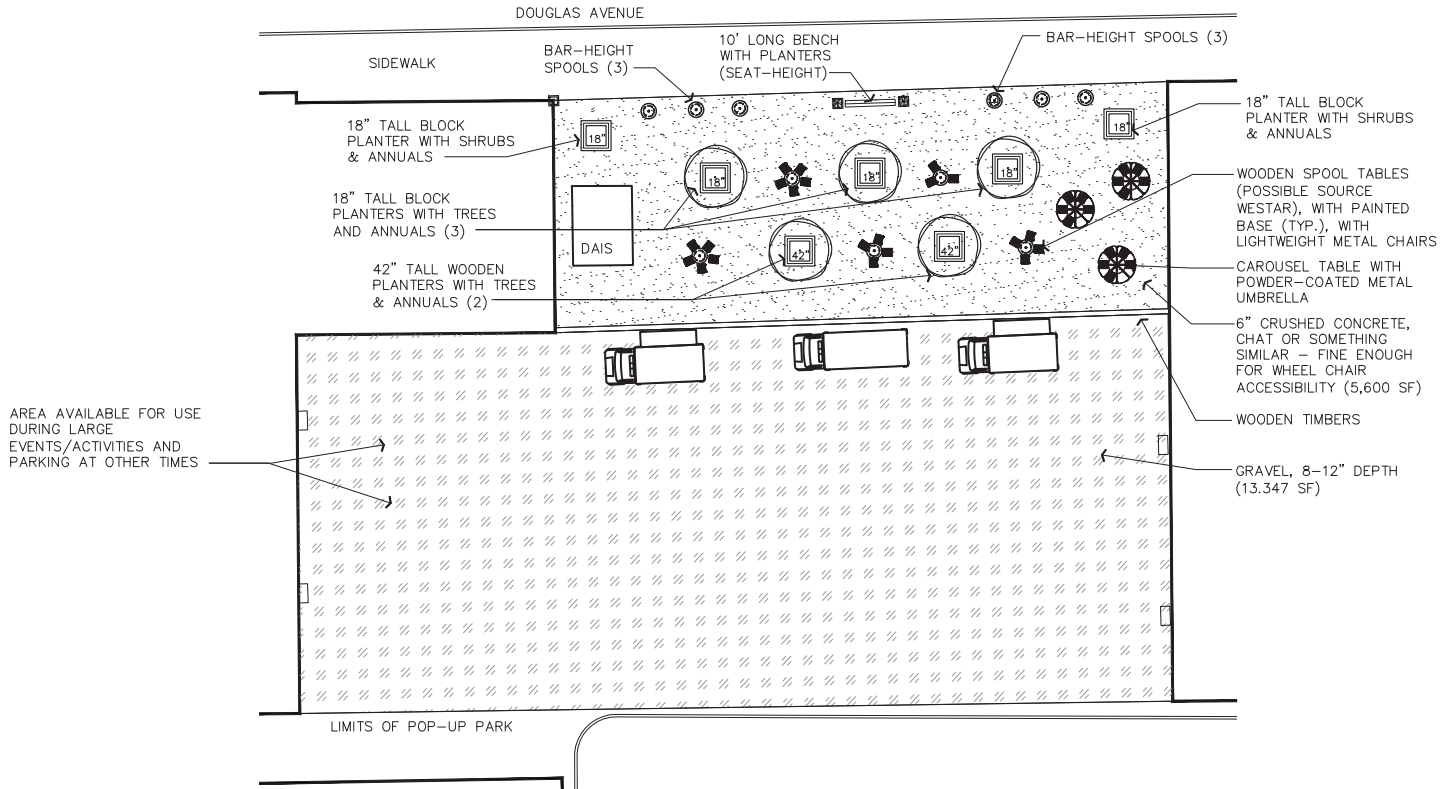 DOUGLAS AVENUE
SIDEWALK
BAR-HEIGHT
SPOOLS (3)
10' LONG BENCH
WITH PLANTERS
(SEAT-HEIGHT)
BAR-HEIGHT SPOOLS (3)
18" TALL BLOCK
PLANTER WITH SHRUBS
& ANNUALS
18"
18"
18" TALL BLOCK
PLANTER WITH SHRUBS
& ANNUALS
18"
18"
18"
WOODEN SPOOL TABLES
(POSSIBLE SOURCE
WESTAR), WITH PAINTED
BASE (TYP.), WITH
LIGHTWEIGHT METAL CHAIRS
18" TALL BLOCK
PLANTERS WITH TREES
AND ANNUALS (3)
DAIS
42"
42"
42" TALL WOODEN
PLANTERS WITH TREES
& ANNUALS (2)
CAROUSEL TABLE WITH
POWDER-COATED METAL
UMBRELLA
6" CRUSHED CONCRETE,
CHAT OR SOMETHING
SIMILAR – FINE ENOUGH
FOR WHEEL CHAIR
ACCESSIBILITY (5,600 SF)
WOODEN TIMBERS
AREA AVAILABLE FOR USE
DURING LARGE
EVENTS/ACTIVITIES AND
PARKING AT OTHER TIMES
GRAVEL, 8-12" DEPTH
(13.347 SF)
LIMITS OF POP-UP PARK